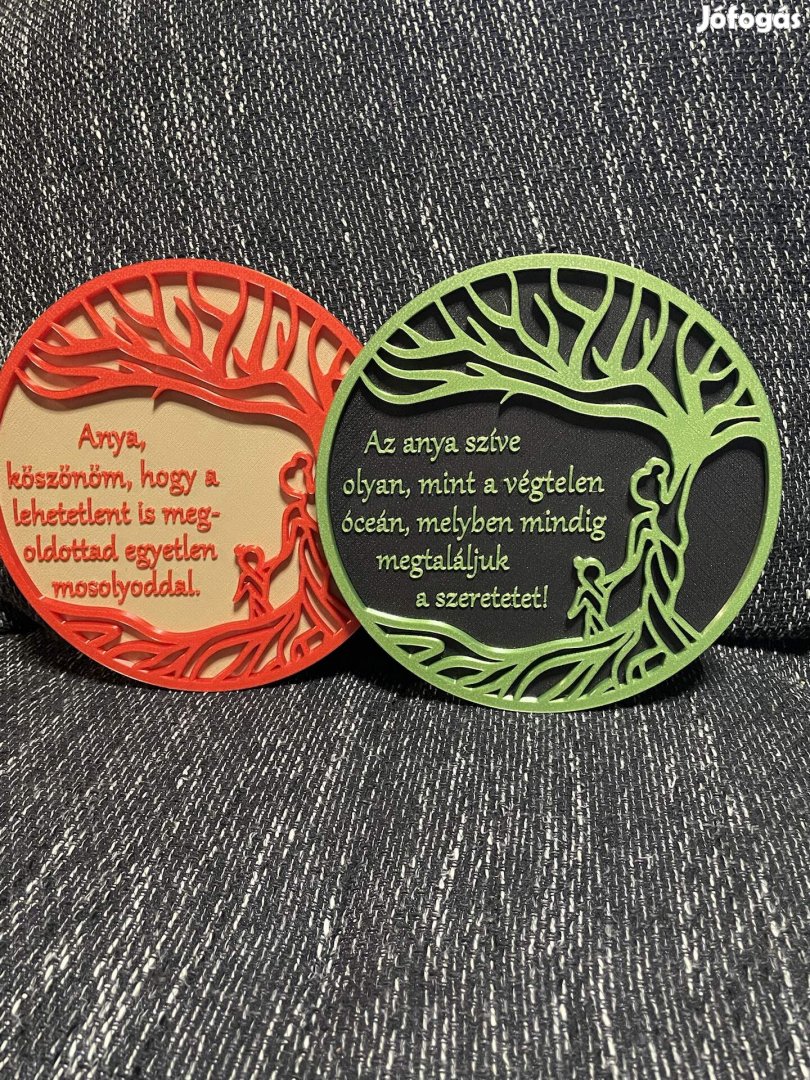 Jófogás
Anya,
köszönöm, hogy a
lehetetlent is meg-
oldottad egyetlen
mosolyoddal.
Az anya szíve
olyan, mint a végtelen
óceán, melyben mindig
megtaláljuk
a szeretetet!